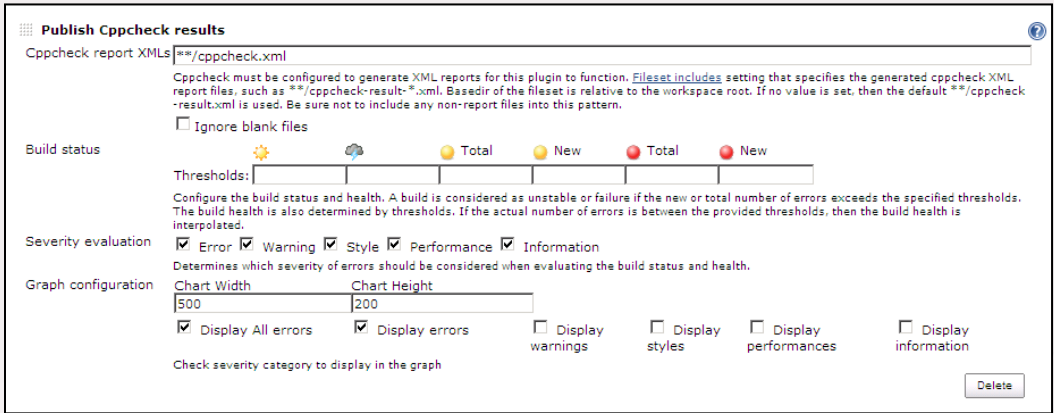 Publish Cppcheck results
Cppcheck report XMLs **/cppcheck.xml
Cppcheck must be configured to generate XML reports for this plugin to function. Fileset includes setting that specifies the generated cppcheck XML
report files, such as **/cppcheck-result-*.xml. Basedir of the fileset is relative to the workspace root. If no value is set, then the default **/cppcheck
-result.xml is used. Be sure not to include any non-report files into this pattern.
Ignore blank files
Build status Total New Total New
Thresholds:
Configure the build status and health. A build is considered as unstable or failure if the new or total number of errors exceeds the specified thresholds.
The build health is also determined by thresholds. If the actual number of errors is between the provided thresholds, then the build health is
interpolated.
Severity evaluation Error Warning Style Performance Information
Determines which severity of errors should be considered when evaluating the build status and health.
Graph configuration Chart Width Chart Height
500 200
Display All errors Display errors Display Display Display Display
warnings styles performances information
Check severity category to display in the graph
Delete